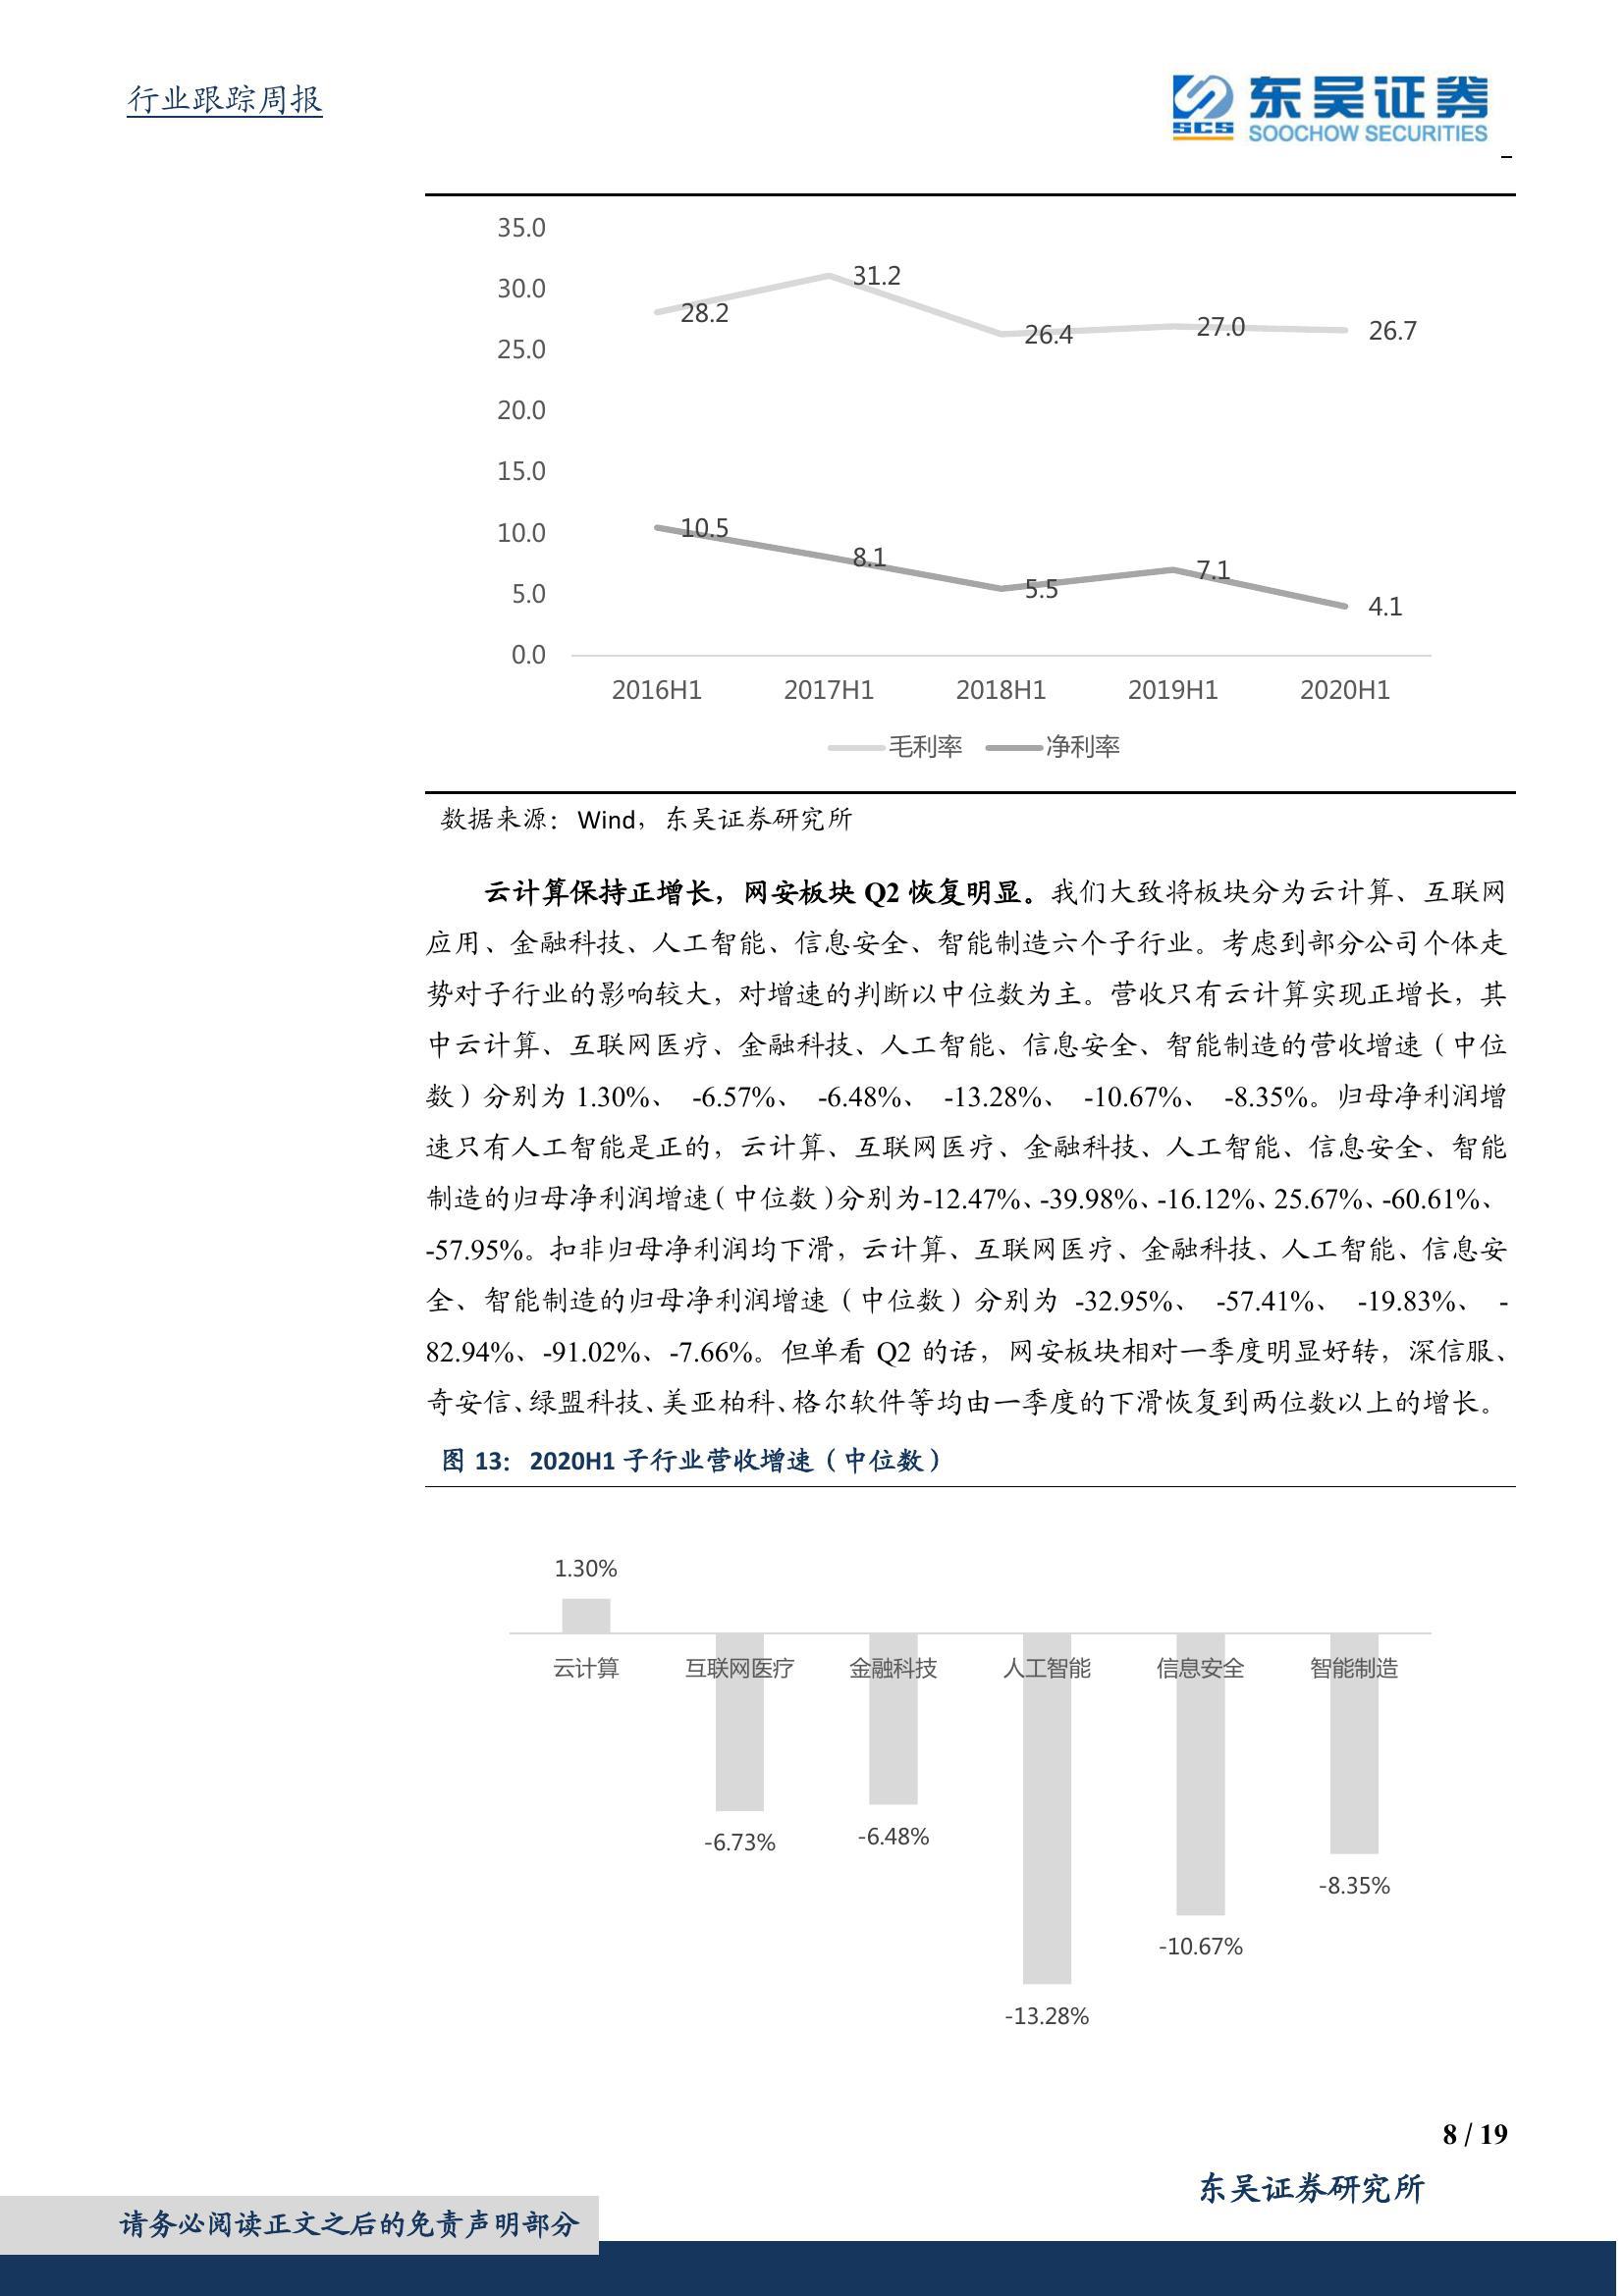 行业跟踪周报
SCS
东吴证券
SOOCHOW SECURITIES
35.0
30.0
25.0
20.0
15.0
10.0
5.0
0.0
28.2
31.2
26.4
27.0
26.7
10.5
8.1
5.5
7.1
4.1
2016H1 2017H1 2018H1 2019H1 2020H1
毛利率 净利率
数据来源：Wind，东吴证券研究所
云计算保持正增长，网安板块 Q2 恢复明显。我们大致将板块分为云计算、互联网
应用、金融科技、人工智能、信息安全、智能制造六个子行业。考虑到部分公司个体走
势对子行业的影响较大，对增速的判断以中位数为主。营收只有云计算实现正增长，其
中云计算、互联网医疗、金融科技、人工智能、信息安全、智能制造的营收增速（中位
数）分别为 1.30%、 -6.57%、 -6.48%、 -13.28%、 -10.67%、 -8.35%。归母净利润增
速只有人工智能是正的，云计算、互联网医疗、金融科技、人工智能、信息安全、智能
制造的归母净利润增速（中位数）分别为-12.47%、-39.98%、-16.12%、25.67%、-60.61%、
-57.95%。扣非归母净利润均下滑，云计算、互联网医疗、金融科技、人工智能、信息安
全、智能制造的归母净利润增速（中位数）分别为 -32.95%、 -57.41%、 -19.83%、 -
82.94%、-91.02%、-7.66%。但单看 Q2 的话，网安板块相对一季度明显好转，深信服、
奇安信、绿盟科技、美亚柏科、格尔软件等均由一季度的下滑恢复到两位数以上的增长。
图 13： 2020H1 子行业营收增速（中位数）
1.30%
云计算 互联网医疗 金融科技 人工智能 信息安全 智能制造
-6.73%
-6.48%
-13.28%
-10.67%
-8.35%
8 / 19
东吴证券研究所
请务必阅读正文之后的免责声明部分